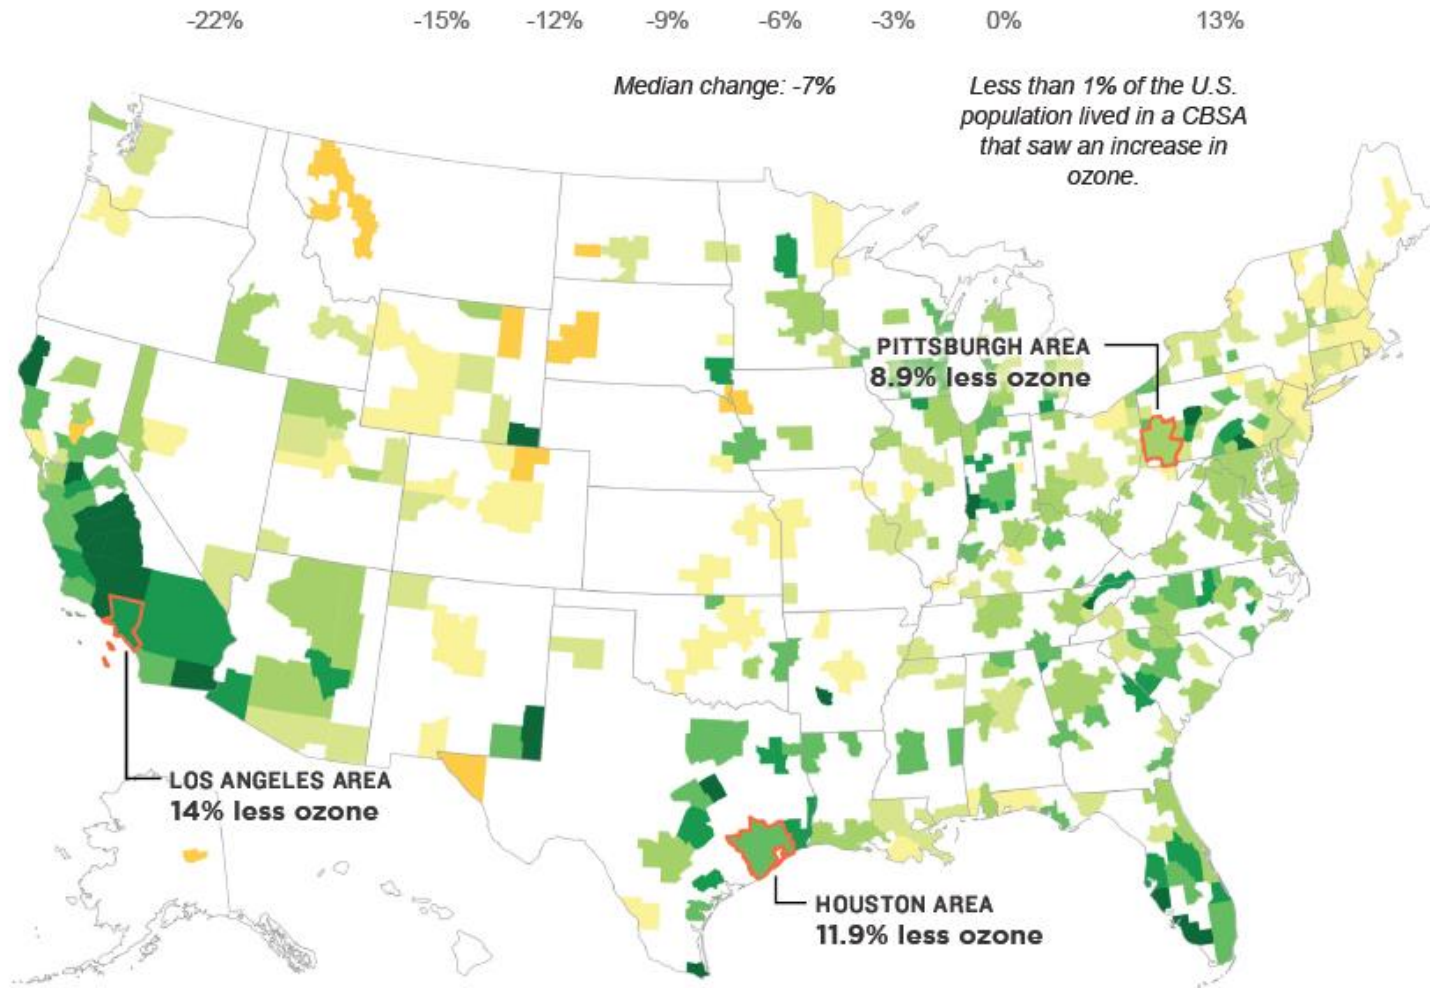 -22% -15% -12% -9% -6% -3% 0% 13%
Median change: -7%
Less than 1% of the U.S.
population lived in a CBSA
that saw an increase in
ozone.
PITTSBURGH AREA
8.9% less ozone
LOS ANGELES AREA
14% less ozone
HOUSTON AREA
11.9% less ozone